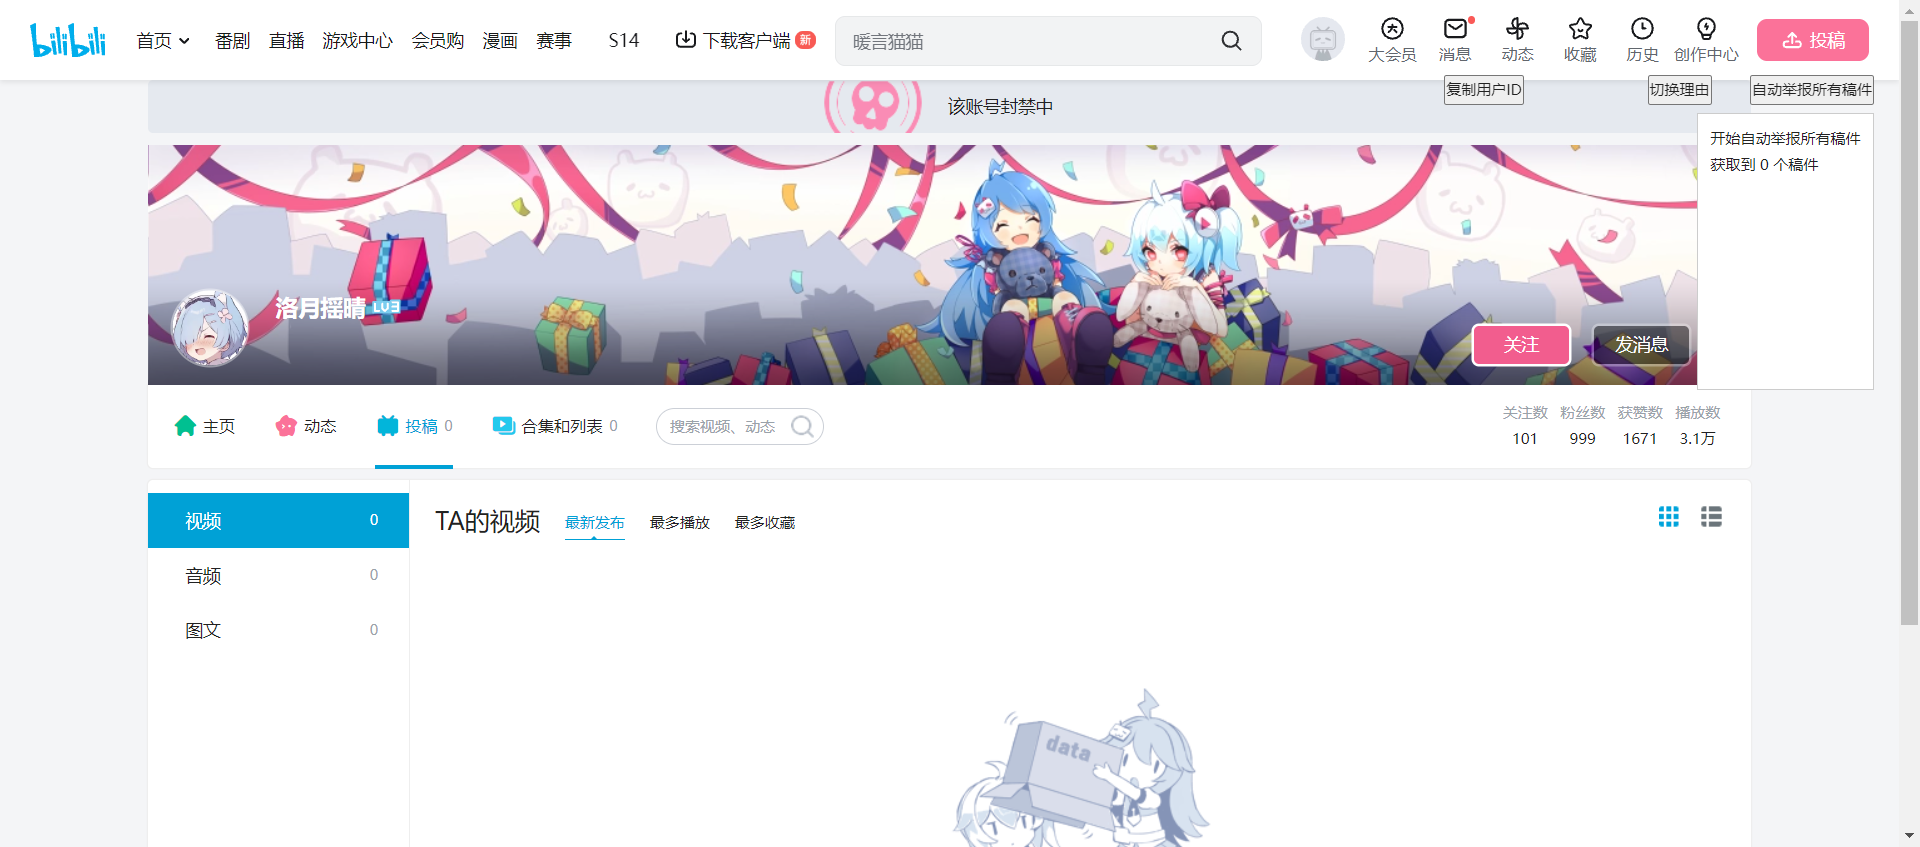 bilibili
首页 番剧 直播 游戏中心 会员购 漫画 赛事 S14 下载客户端 新 暖言猫猫 大会员 消息 动态 收藏 历史 创作中心 投稿
复制用户ID 切换理由 自动举报所有稿件
该账号封禁中
开始自动举报所有稿件
获取到 0 个稿件
洛月摇晴 LV3
关注 发消息
主页 动态 投稿 0 合集和列表 0 搜索视频、动态
关注数 粉丝数 获赞数 播放数
101 999 1671 3.1万
视频 0
音频 0
图文 0
TA的视频 最新发布 最多播放 最多收藏
data